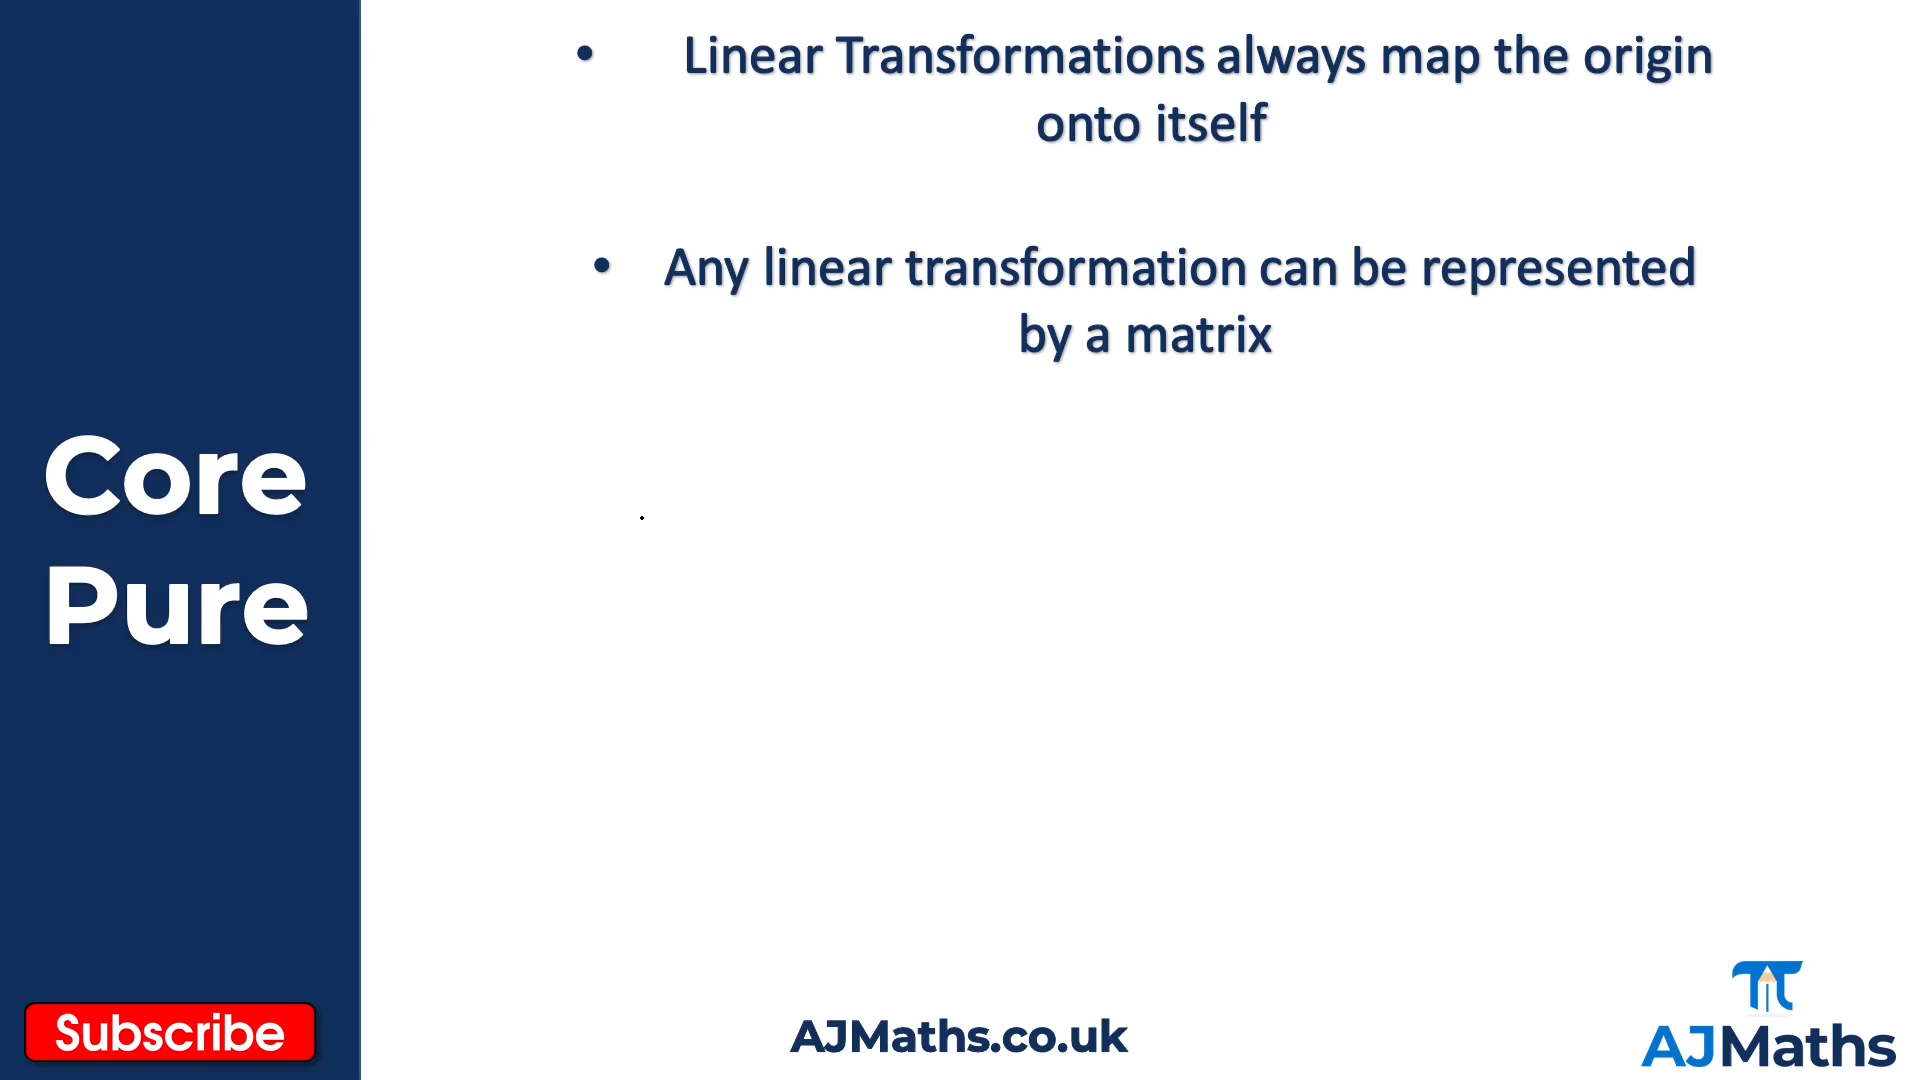 • Linear Transformations always map the origin
onto itself
• Any linear transformation can be represented
by a matrix
Core
Pure
Subscribe
AJMaths.co.uk
AJMaths